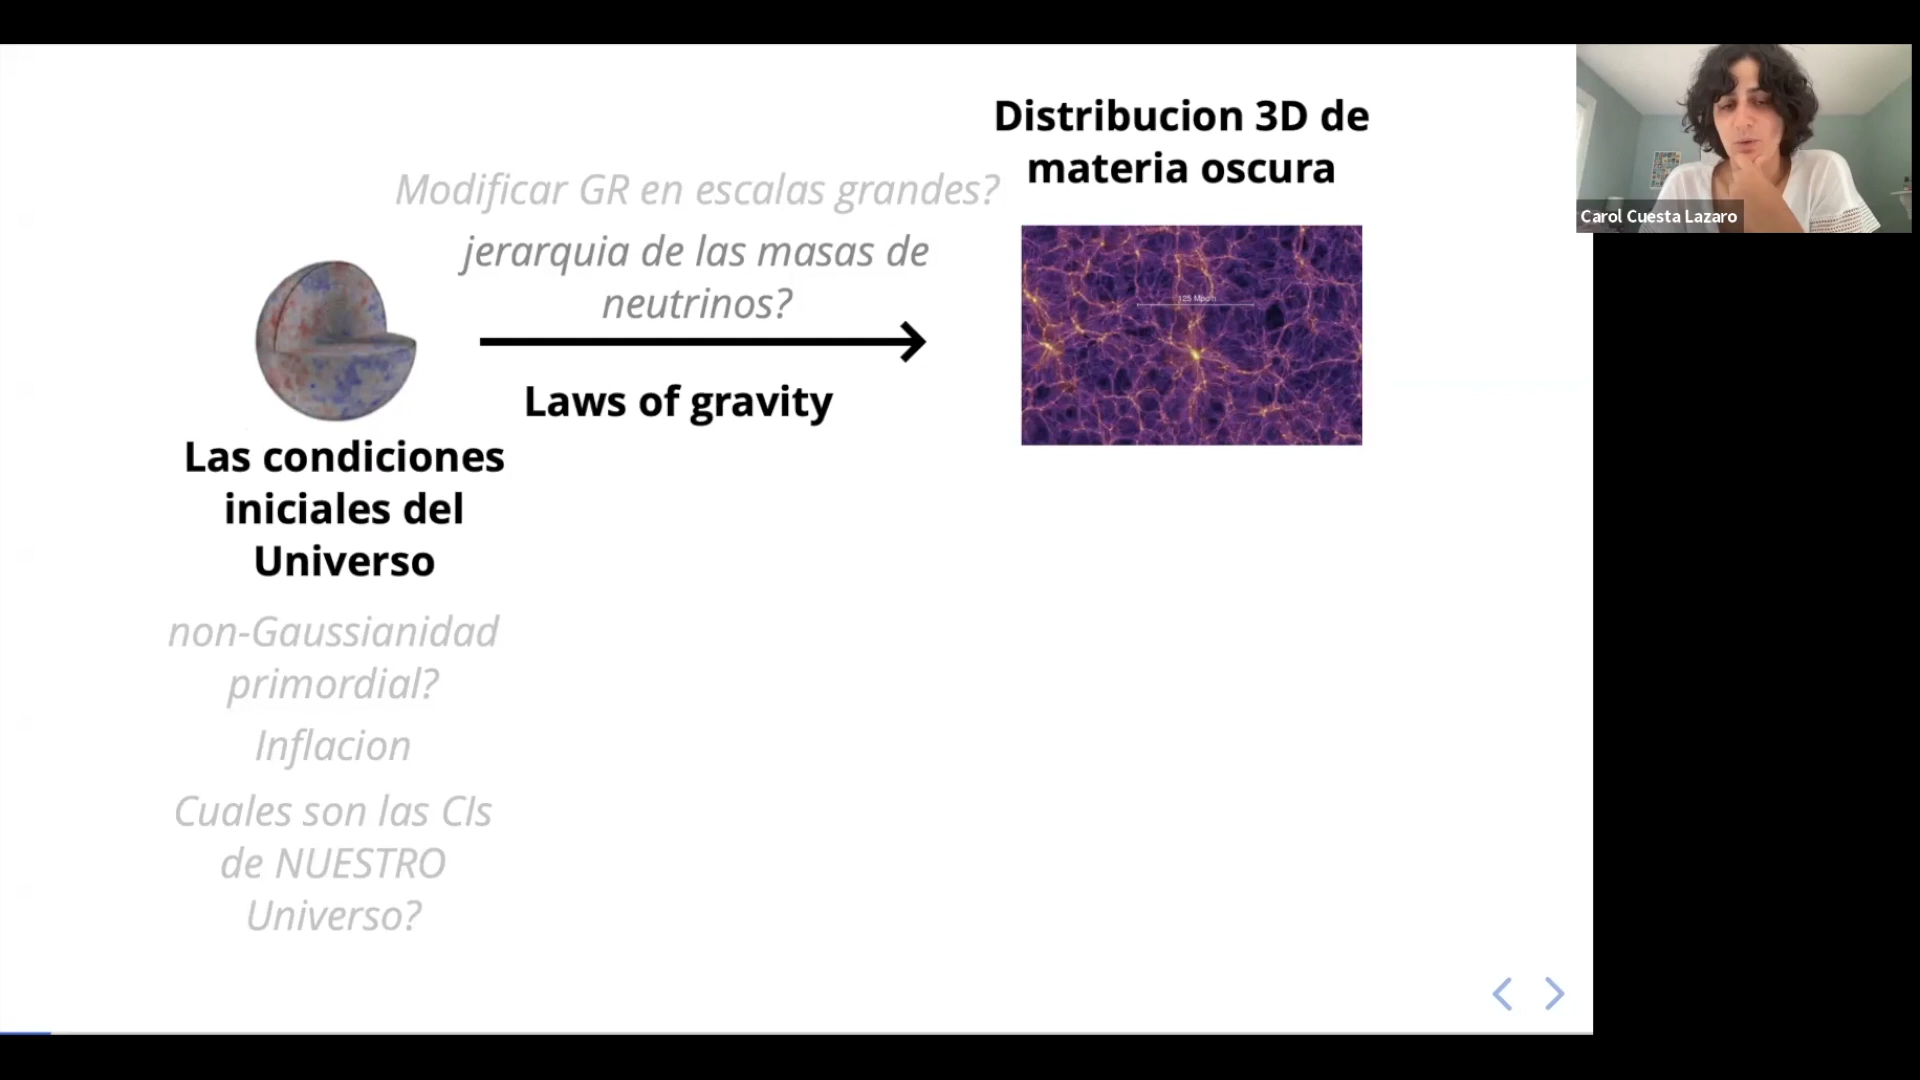 Distribucion 3D de
materia oscura
Modificar GR en escalas grandes?
jerarquia de las masas de
neutrinos?
125 Mpc/h
Laws of gravity
Las condiciones
iniciales del
Universo
non-Gaussianidad
primordial?
Inflacion
Cuales son las CIs
de NUESTRO
Universo?
Carol Cuesta Lazaro